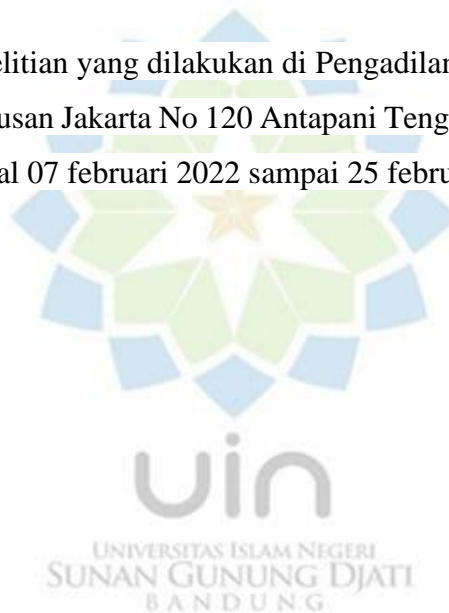 elitian yang dilakukan di Pengadilan
usan Jakarta No 120 Antapani Teng
al 07 februari 2022 sampai 25 febru
uin
UNIVERSITAS ISLAM NEGERI
SUNAN GUNUNG DJATI
BANDUNG